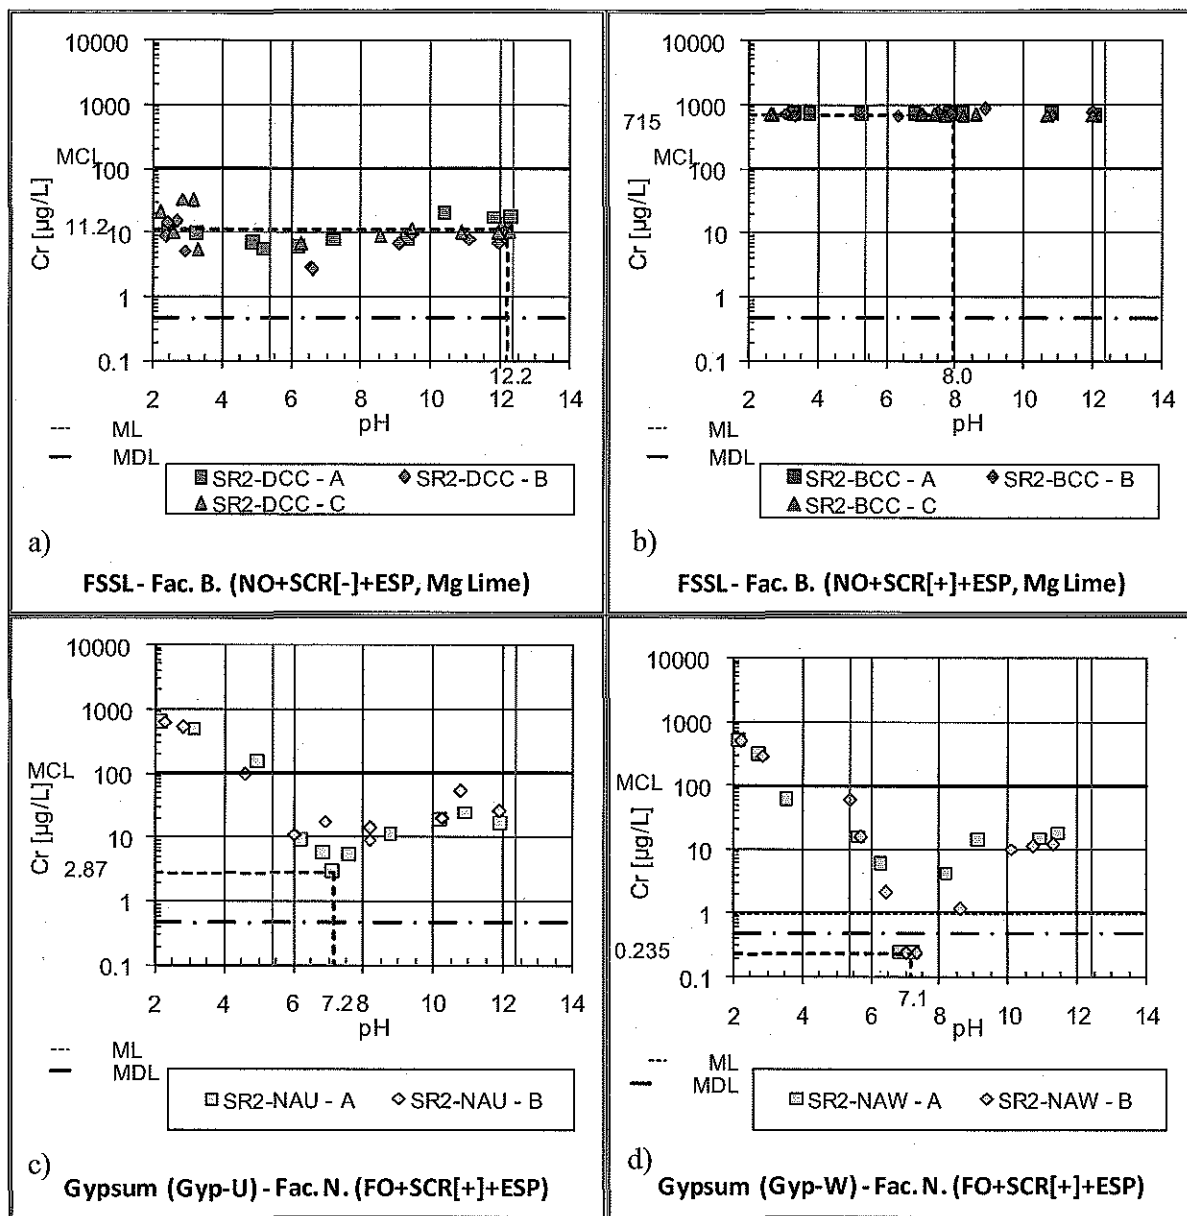 10000
1000
MCL
100
11.2
10
1
0.1
Cr [µg/L]
12.2
2 4 6 8 10 12 14
pH
--- ML
— MDL
SR2-DCC - A SR2-DCC - B
SR2-DCC - C
a)
FSSL - Fac. B. (NO+SCR[-]+ESP, Mg Lime)
10000
1000
715
MCL
100
10
1
0.1
Cr [µg/L]
8.0
2 4 6 8 10 12 14
pH
--- ML
— MDL
SR2-BCC - A SR2-BCC - B
SR2-BCC - C
b)
FSSL - Fac. B. (NO+SCR[+]+ESP, Mg Lime)
10000
1000
MCL
100
10
2.87
1
0.1
Cr [µg/L]
7.2
2 4 6 8 10 12 14
pH
--- ML
— MDL
SR2-NAU - A SR2-NAU - B
c)
Gypsum (Gyp-U) - Fac. N. (FO+SCR[+]+ESP)
10000
1000
MCL
100
10
1
0.235
0.1
Cr [µg/L]
7.1
2 4 6 8 10 12 14
pH
--- ML
— MDL
SR2-NAW - A SR2-NAW - B
d)
Gypsum (Gyp-W) - Fac. N. (FO+SCR[+]+ESP)